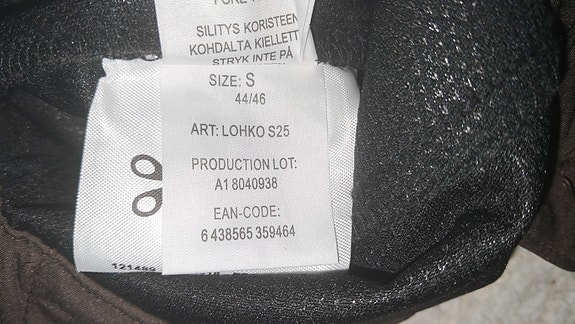 SILITYS KORISTEEN
KOHDALTA KIELLETT
STRYK INTE PÅ
SIZE: S
44/46
ART: LOHKO S25
PRODUCTION LOT:
A1 8040938
EAN-CODE:
6 438565 359464